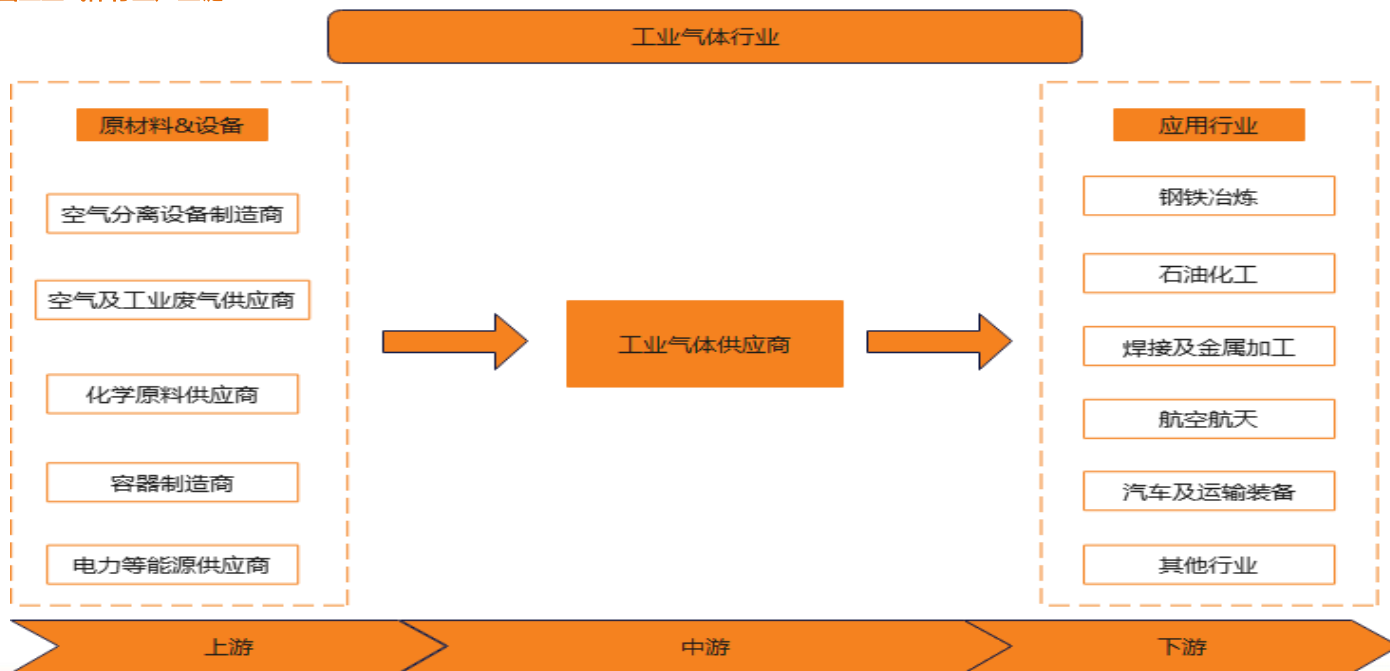 工业气体行业
原材料&设备
空气分离设备制造商
空气及工业废气供应商
化学原料供应商
容器制造商
电力等能源供应商
工业气体供应商
应用行业
钢铁冶炼
石油化工
焊接及金属加工
航空航天
汽车及运输装备
其他行业
上游
中游
下游